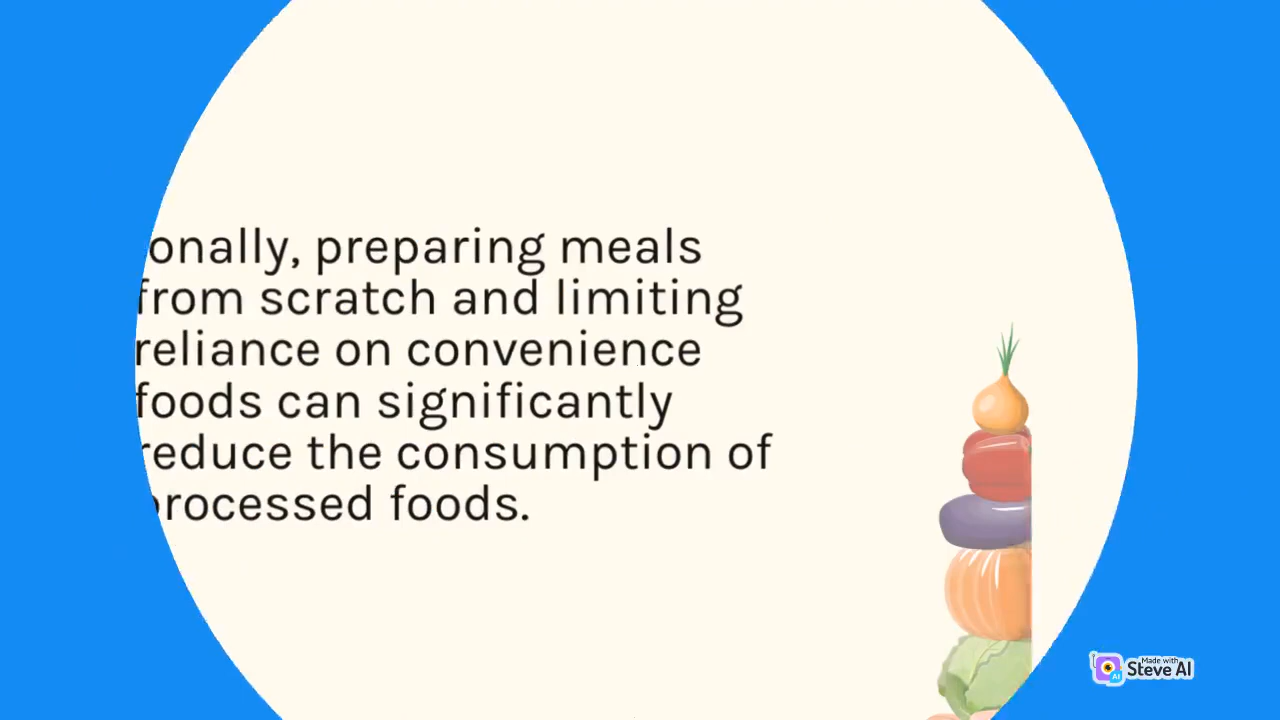 onally, preparing meals
from scratch and limiting
reliance on convenience
foods can significantly
reduce the consumption of
processed foods.
Made with
Steve AI